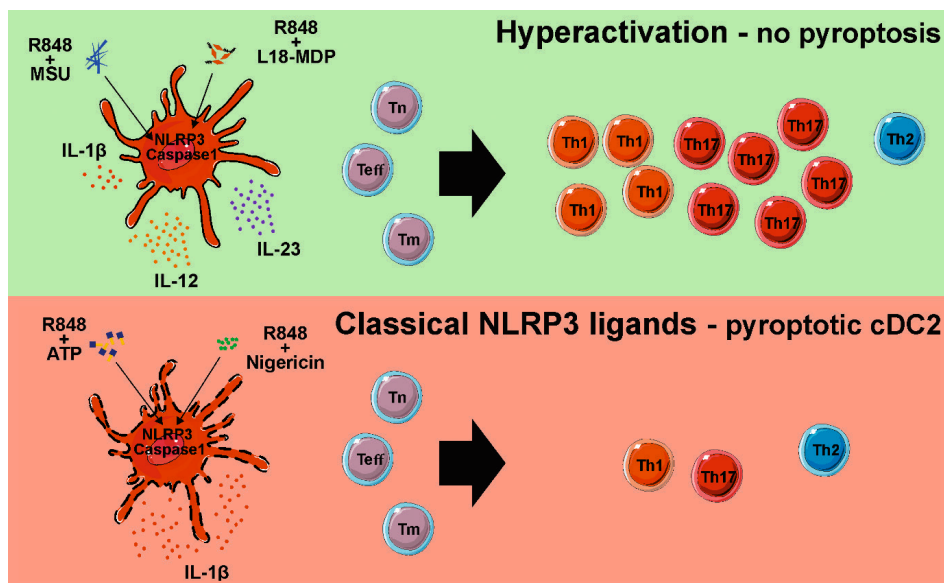 Hyperactivation - no pyroptosis
R848
+
MSU
R848
+
L18-MDP
NLRP3
Caspase1
IL-1β
IL-12
IL-23
Tn
Teff
Tm
Th1
Th1
Th1
Th1
Th17
Th17
Th17
Th17
Th17
Th17
Th2
Classical NLRP3 ligands - pyroptotic cDC2
R848
+
ATP
R848
+
Nigericin
NLRP3
Caspase1
IL-1β
Tn
Teff
Tm
Th1
Th17
Th2